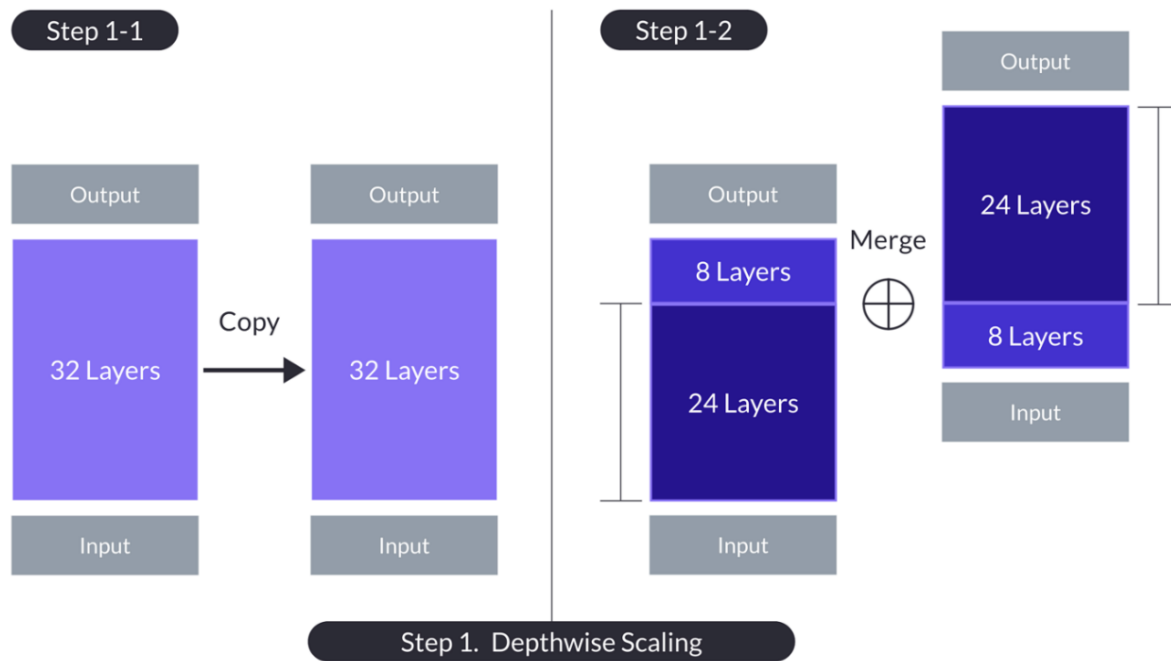 Step 1-1
Output
Output
32 Layers
Copy
32 Layers
Input
Input
Step 1-2
Output
8 Layers
24 Layers
Input
Merge
Output
24 Layers
8 Layers
Input
Step 1. Depthwise Scaling